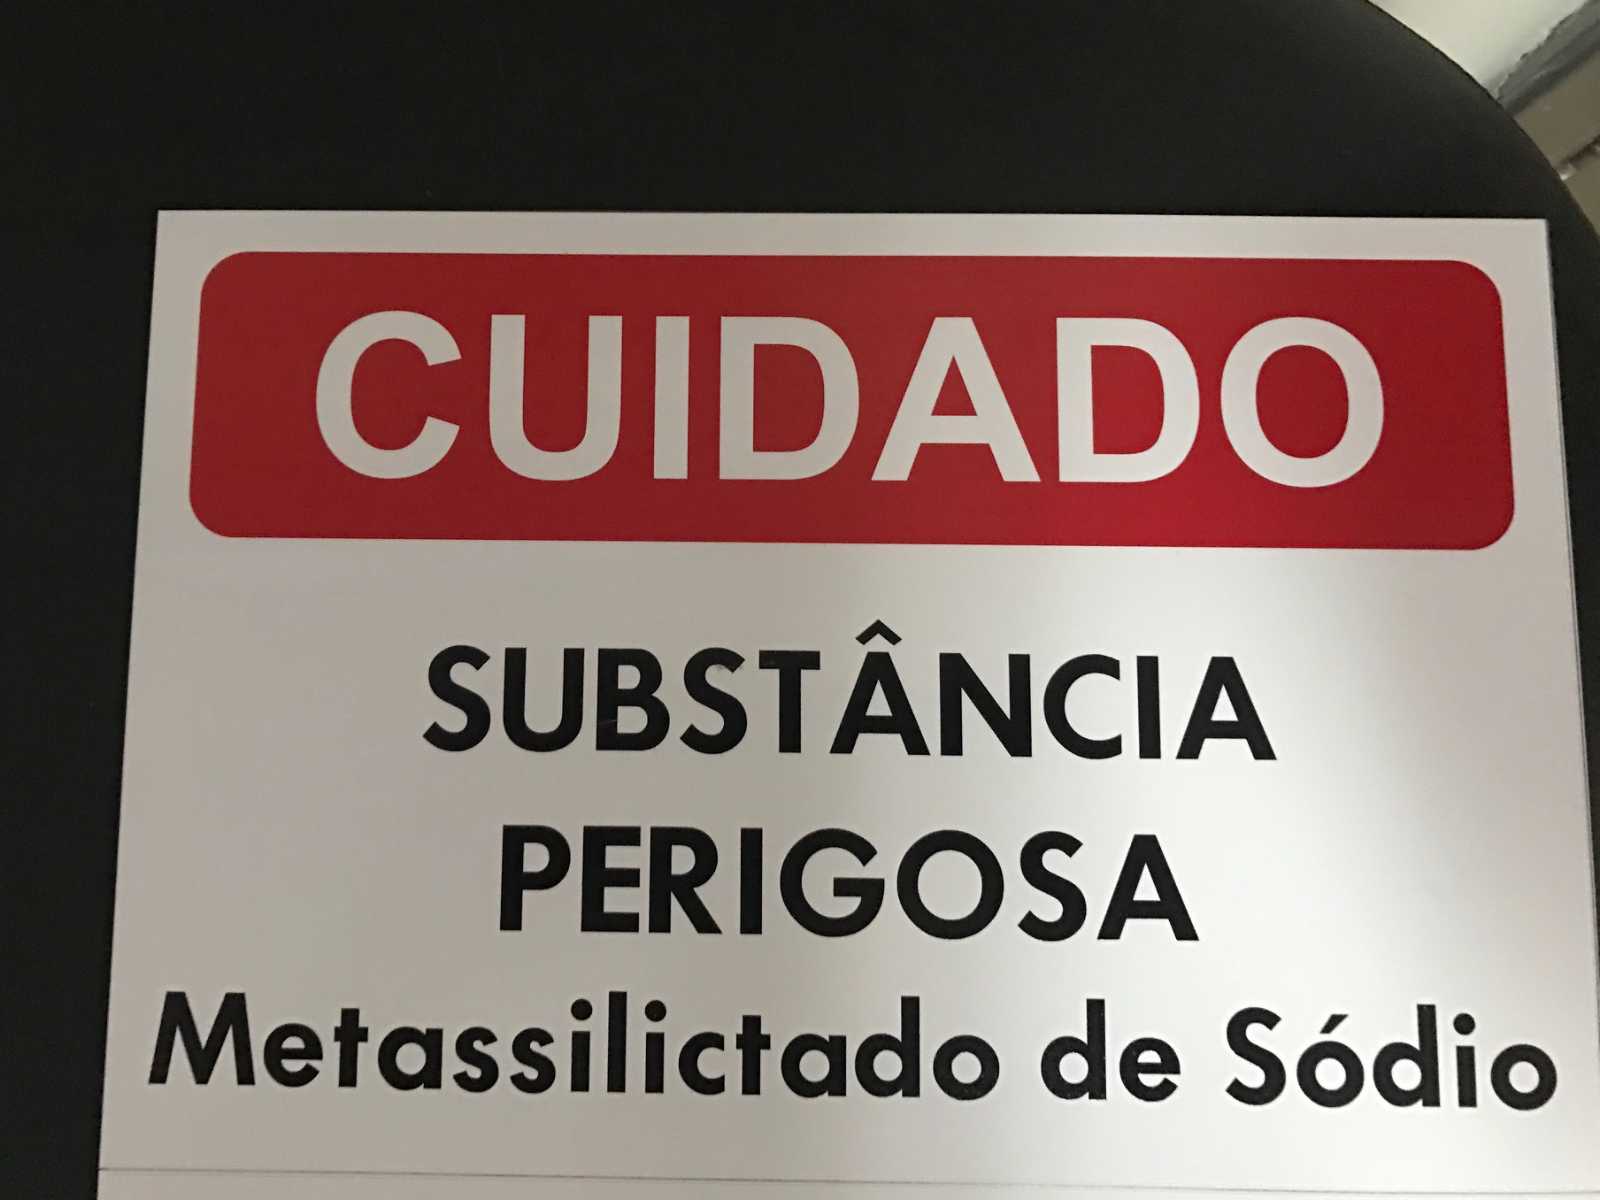 CUIDADO
SUBSTÂNCIA
PERIGOSA
Metassilictado de Sódio